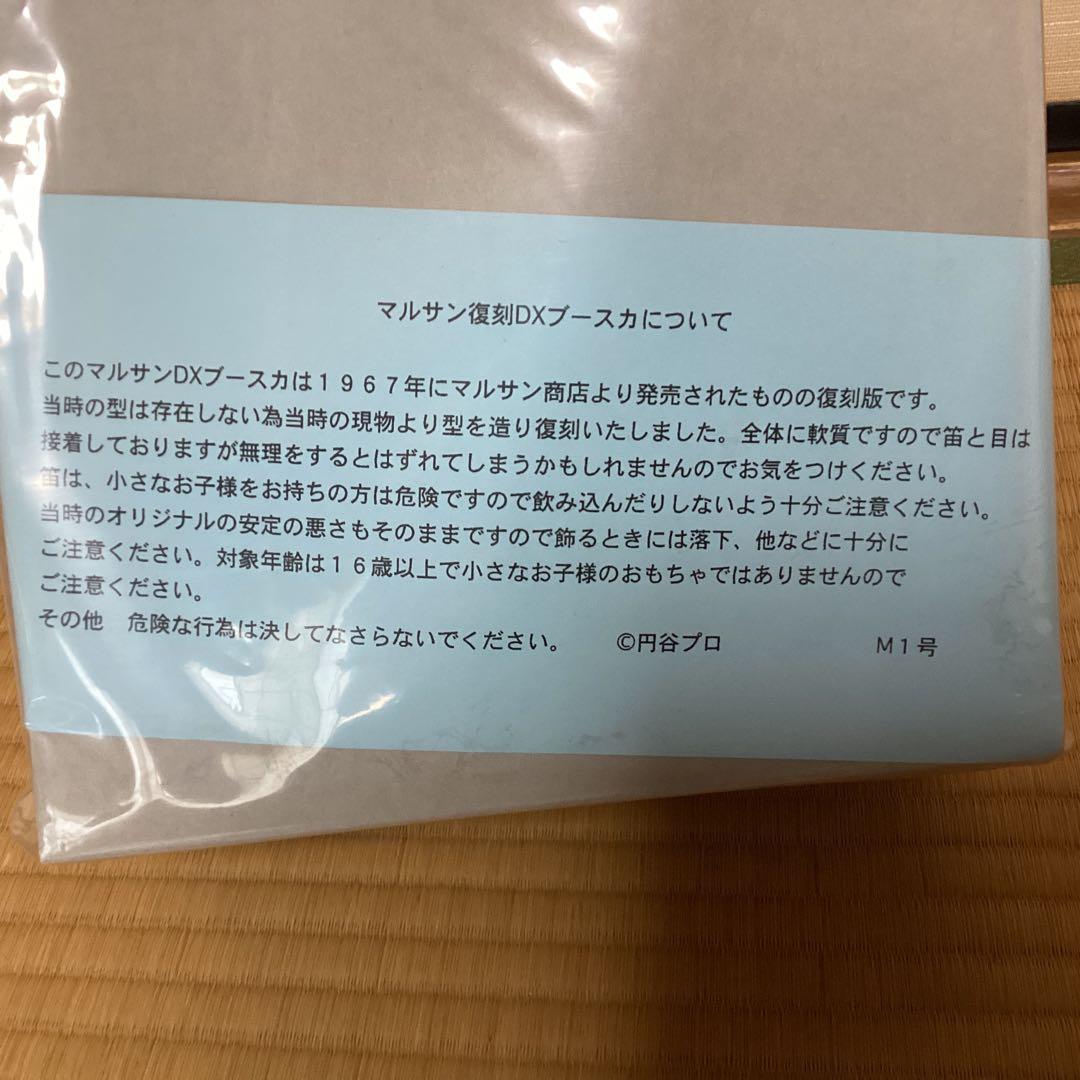 マルサン復刻DXブースカについて
このマルサンDXブースカは１９６７年にマルサン商店より発売されたものの復刻版です。
当時の型は存在しない為当時の現物より型を造り復刻いたしました。全体に軟質ですので笛と目は
接着しておりますが無理をするとはずれてしまうかもしれませんのでお気をつけください。
笛は、小さなお子様をお持ちの方は危険ですので飲み込んだりしないよう十分ご注意ください。
当時のオリジナルの安定の悪さもそのままですので飾るときには落下、他などに十分に
ご注意ください。対象年齢は１６歳以上で小さなお子様のおもちゃではありませんので
ご注意ください。
その他　危険な行為は決してなさらないでください。　　©円谷プロ　　　　　　　Ｍ１号